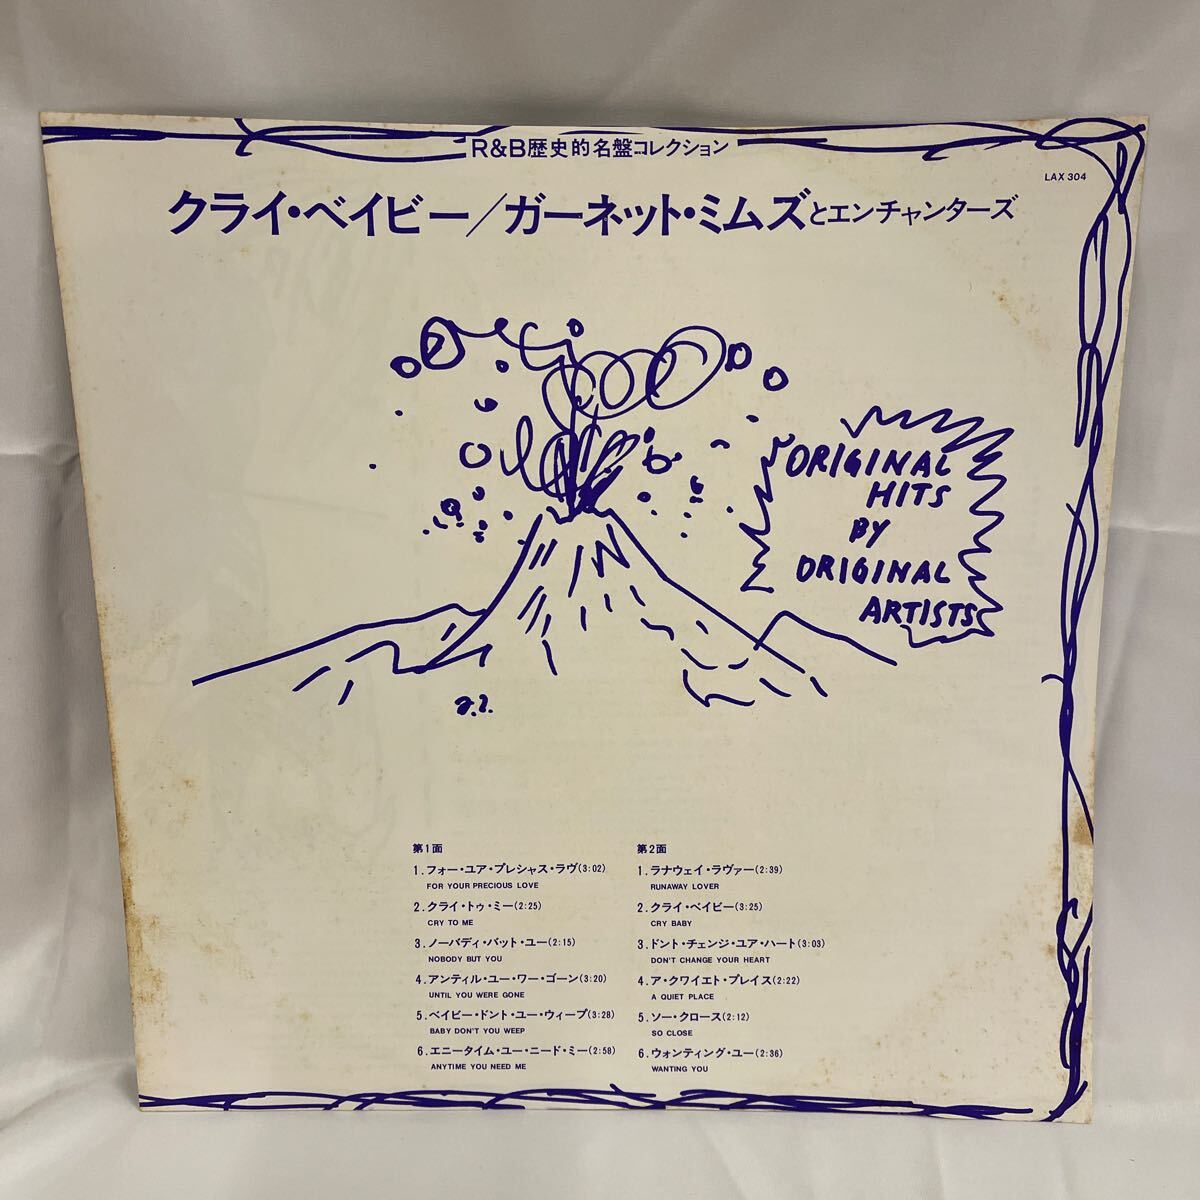 R&B歴史的名盤コレクション
LAX 304
クライ・ベイビー/ガーネット・ミムズとエンチャンターズ
ORIGINAL
HITS
BY
ORIGINAL
ARTISTS
第1面
1.フォー・ユア・プレシャス・ラヴ(3:02)
FOR YOUR PRECIOUS LOVE
2.クライ・トゥ・ミー(2:25)
CRY TO ME
3.ノーバディ・バット・ユー(2:15)
NOBODY BUT YOU
4.アンティル・ユー・ワー・ゴーン(3:20)
UNTIL YOU WERE GONE
5.ベイビー・ドント・ユー・ウィープ(3:28)
BABY DON'T YOU WEEP
6.エニータイム・ユー・ニード・ミー(2:58)
ANYTIME YOU NEED ME
第2面
1.ラナウェイ・ラヴァー(2:39)
RUNAWAY LOVER
2.クライ・ベイビー(3:25)
CRY BABY
3.ドント・チェンジ・ユア・ハート(3:03)
DON'T CHANGE YOUR HEART
4.ア・クワイエト・プレイス(2:22)
A QUIET PLACE
5.ソー・クロース(2:12)
SO CLOSE
6.ウォンティング・ユー(2:36)
WANTING YOU